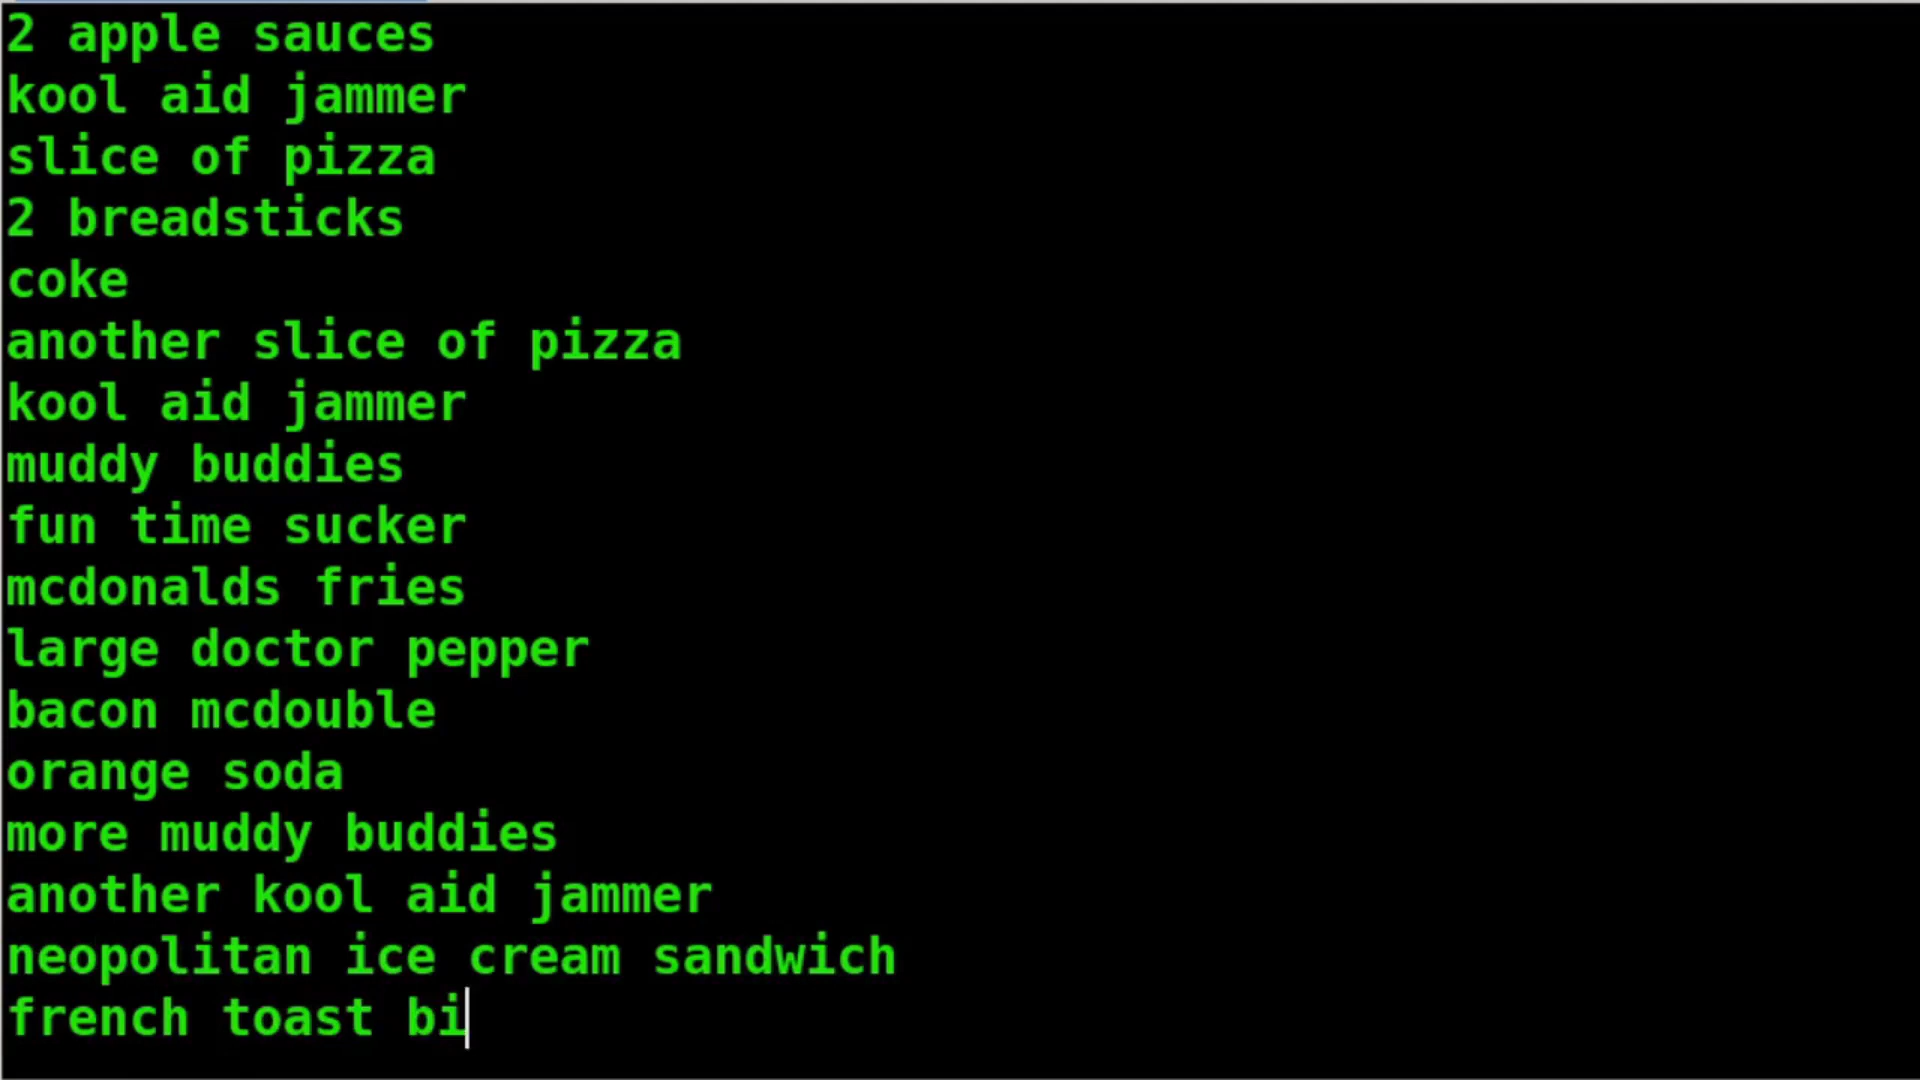 2 apple sauces
kool aid jammer
slice of pizza
2 breadsticks
coke
another slice of pizza
kool aid jammer
muddy buddies
fun time sucker
mcdonalds fries
large doctor pepper
bacon mcdouble
orange soda
more muddy buddies
another kool aid jammer
neopolitan ice cream sandwich
french toast bi